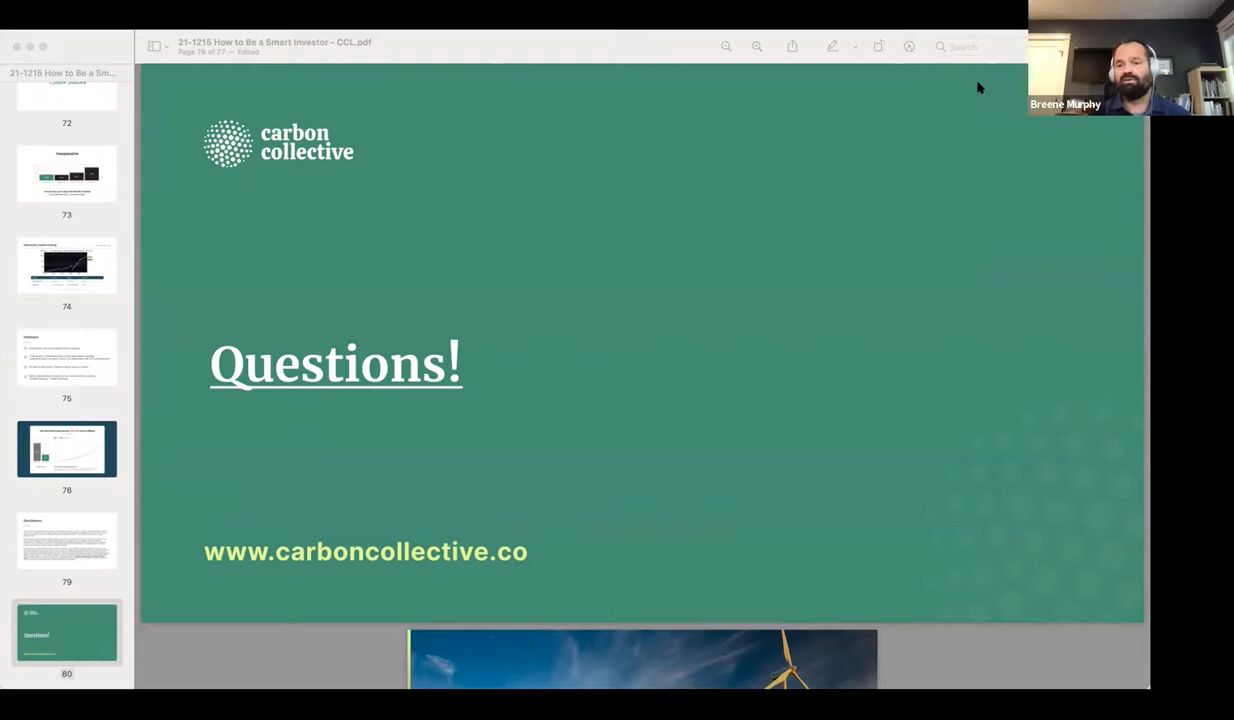 21-1215 How to Be a Smart Investor - CCL.pdf
Page 76 of 77 — Edited
Search
21-1215 How to Be a Sm...
72
73
74
75
76
79
80
carbon
collective
Questions!
www.carboncollective.co
Breene Murphy